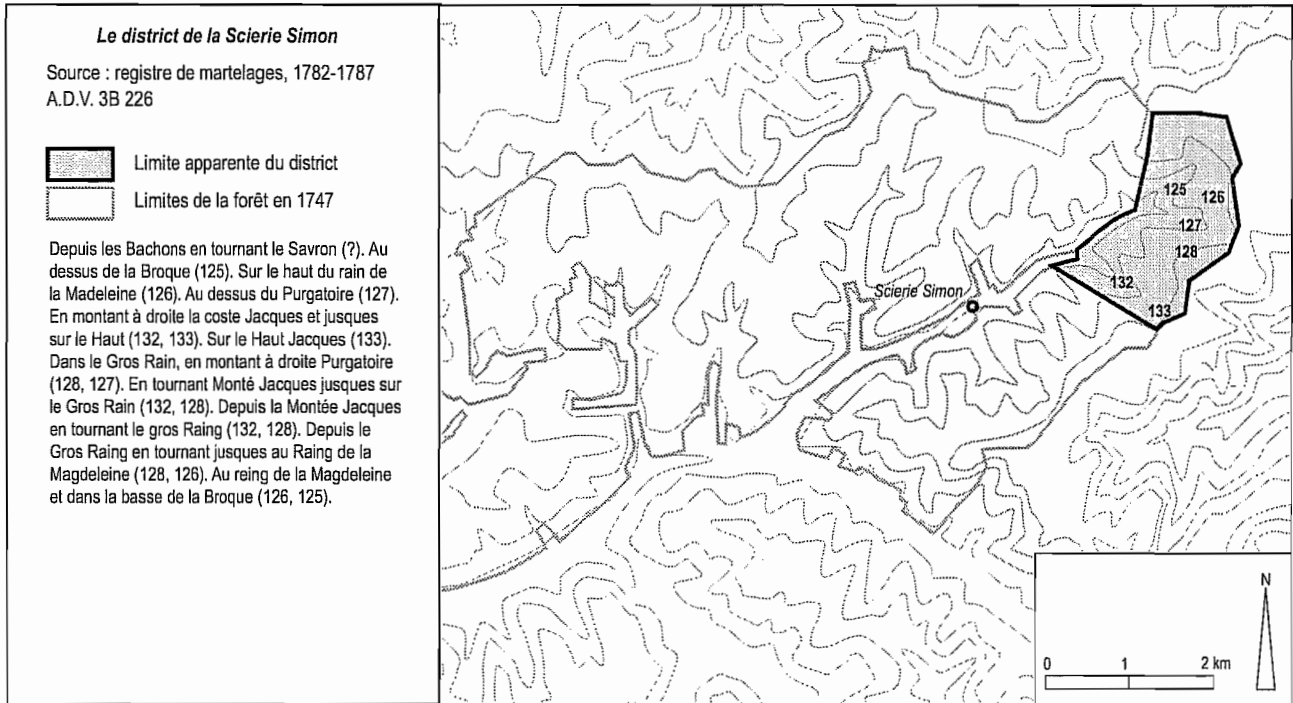 Le district de la Scierie Simon
Source : registre de martelages, 1782-1787
A.D.V. 3B 226
Limite apparente du district
Limites de la forêt en 1747
Depuis les Bachons en tournant le Savron (?). Au
dessus de la Broque (125). Sur le haut du rain de
la Madeleine (126). Au dessus du Purgatoire (127).
En montant à droite la coste Jacques et jusques
sur le Haut (132, 133). Sur le Haut Jacques (133).
Dans le Gros Rain, en montant à droite Purgatoire
(128, 127). En tournant Monté Jacques jusques sur
le Gros Rain (132, 128). Depuis la Montée Jacques
en tournant le gros Raing (132, 128). Depuis le
Gros Raing en tournant jusques au Raing de la
Magdeleine (128, 126). Au reing de la Magdeleine
et dans la basse de la Broque (126, 125).
125
126
127
128
132
133
Scierie Simon
N
0 1 2 km